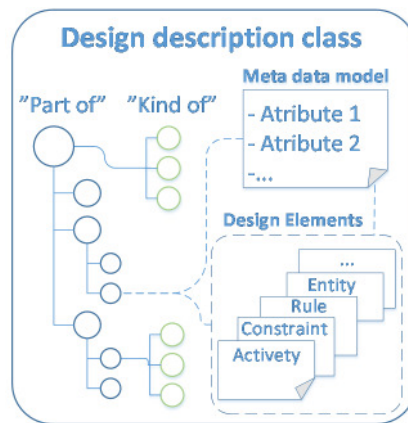 Design description class
"Part of"
"Kind of"
Meta data model
- Atribute 1
- Atribute 2
-...
Design Elements
...
Entity
Rule
Constraint
Activety